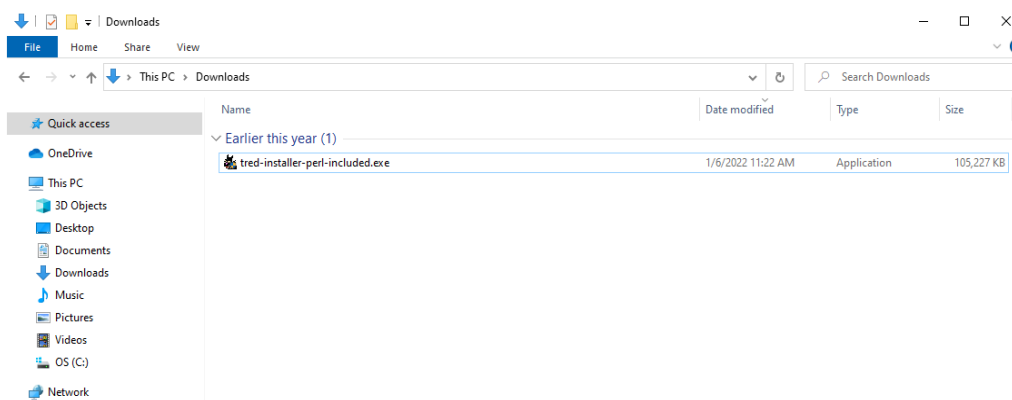 Downloads
File Home Share View
This PC > Downloads
Search Downloads
Name Date modified Type Size
Quick access
Earlier this year (1)
OneDrive
tred-installer-perl-included.exe 1/6/2022 11:22 AM Application 105,227 KB
This PC
3D Objects
Desktop
Documents
Downloads
Music
Pictures
Videos
OS (C:)
Network